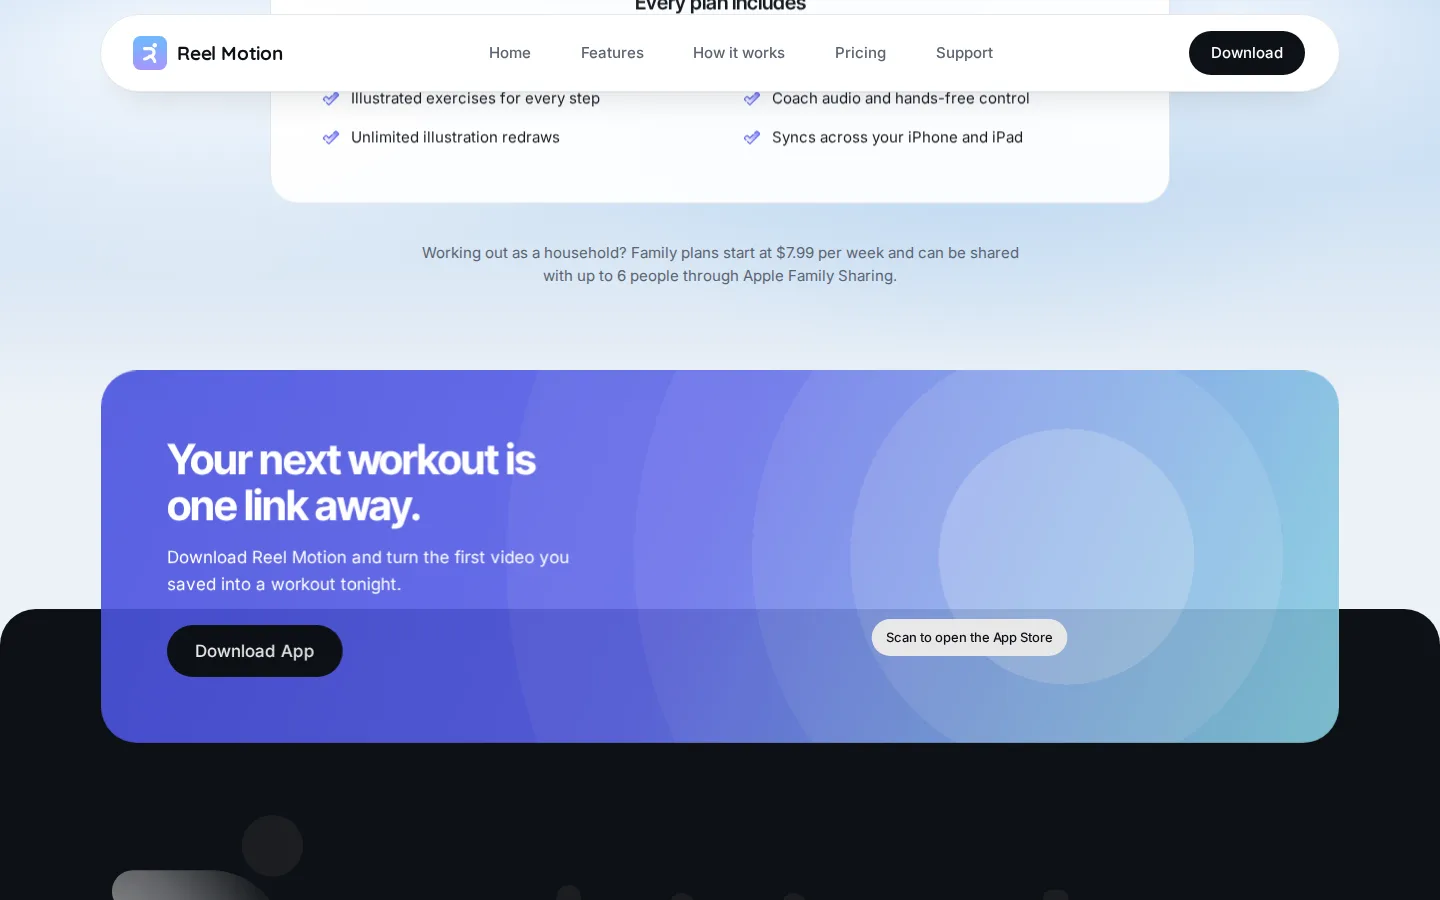 Every plan includes
Reel Motion
Home
Features
How it works
Pricing
Support
Download
Illustrated exercises for every step
Coach audio and hands-free control
Unlimited illustration redraws
Syncs across your iPhone and iPad
Working out as a household? Family plans start at $7.99 per week and can be shared
with up to 6 people through Apple Family Sharing.
Your next workout is
one link away.
Download Reel Motion and turn the first video you
saved into a workout tonight.
Download App
Scan to open the App Store